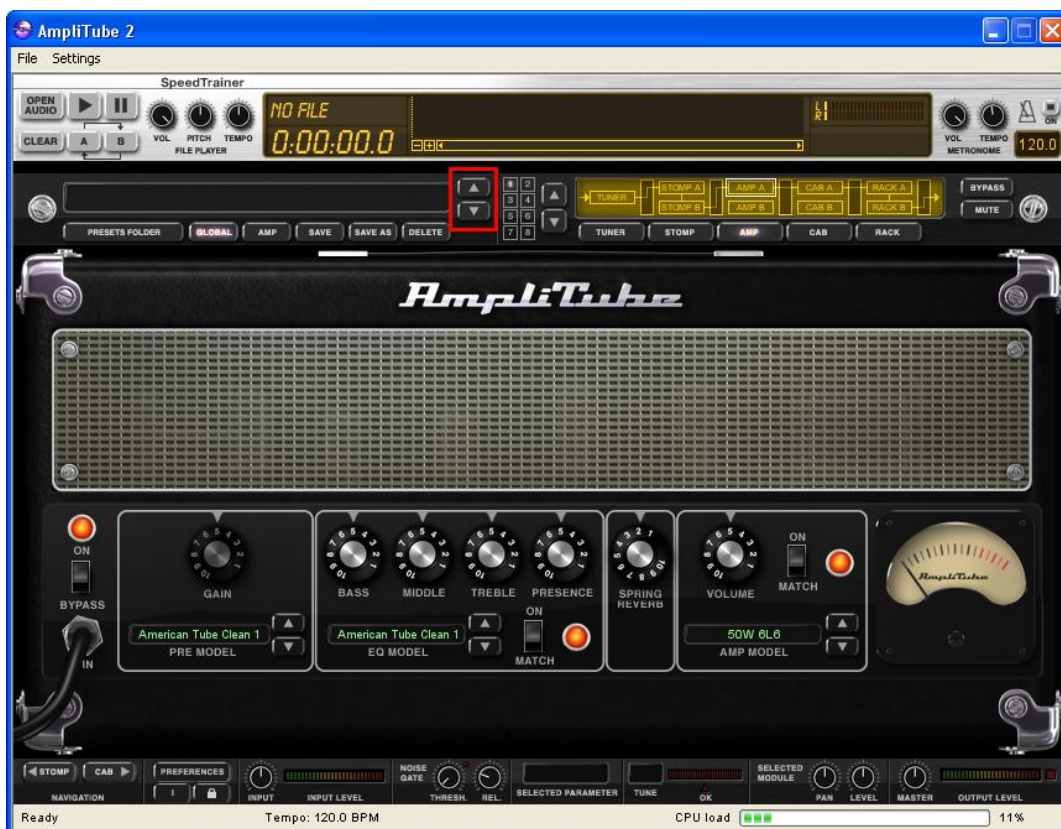 AmpliTube 2
File Settings
SpeedTrainer
OPEN AUDIO
CLEAR A B
VOL PITCH TEMPO
FILE PLAYER
NO FILE
0:00:00.0
L
R
VOL TEMPO
METRONOME
ON
120.0
PRESETS FOLDER GLOBAL AMP SAVE SAVE AS DELETE
1 2
3 4
5 6
7 8
TUNER STOMP A AMP A CAB A RACK A
STOMP B AMP B CAB B RACK B
TUNER STOMP AMP CAB RACK
BYPASS
MUTE
AmpliTube
ON
BYPASS
IN
GAIN
American Tube Clean 1
PRE MODEL
BASS MIDDLE TREBLE PRESENCE
American Tube Clean 1
EQ MODEL
ON
MATCH
SPRING
REVERB
VOLUME
ON
MATCH
50W 6L6
AMP MODEL
AmpliTube
STOMP CAB
NAVIGATION
PREFERENCES
INPUT INPUT LEVEL
NOISE
GATE
THRESH. REL.
SELECTED PARAMETER
TUNE OK
SELECTED
MODULE
PAN LEVEL
MASTER OUTPUT LEVEL
Ready Tempo: 120.0 BPM CPU load 11%